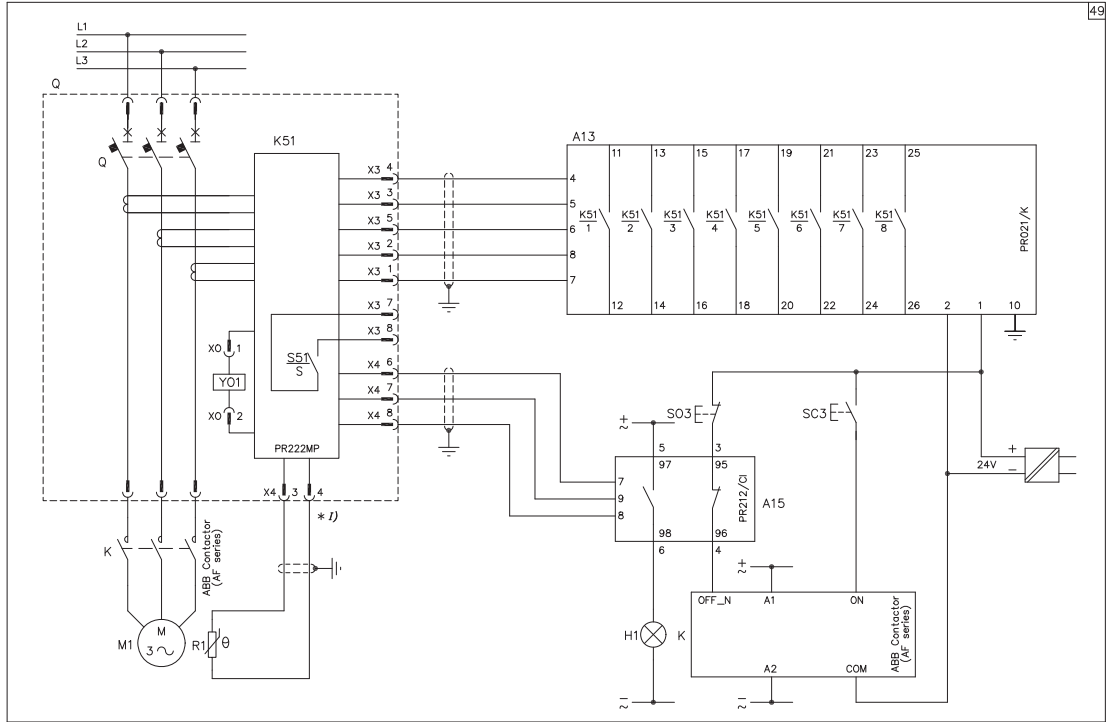 49
L1
L2
L3
Q
Q
K51
X3 4
X3 3
X3 5
X3 2
X3 1
X3 7
X3 8
X4 6
X4 7
X4 8
S51
S
X0 1
Y01
X0 2
PR222MP
X4 3 4
* 1)
A13
11 13 15 17 19 21 23 25
4
5
6
8
7
K51 K51 K51 K51 K51 K51 K51 K51
1 2 3 4 5 6 7 8
PR021/K
12 14 16 18 20 22 24 26 2 1 10
SO3
SC3
+
~
5 3
97 95
7
9
8
PR212/CI
A15
98 96
6 4
24V
+
−
K
ABB Contactor
(AF series)
M1
M
3 ~
R1
θ
~ +
OFF_N A1 ON
H1
K
ABB Contactor
(AF series)
A2 COM
−
~
−
~